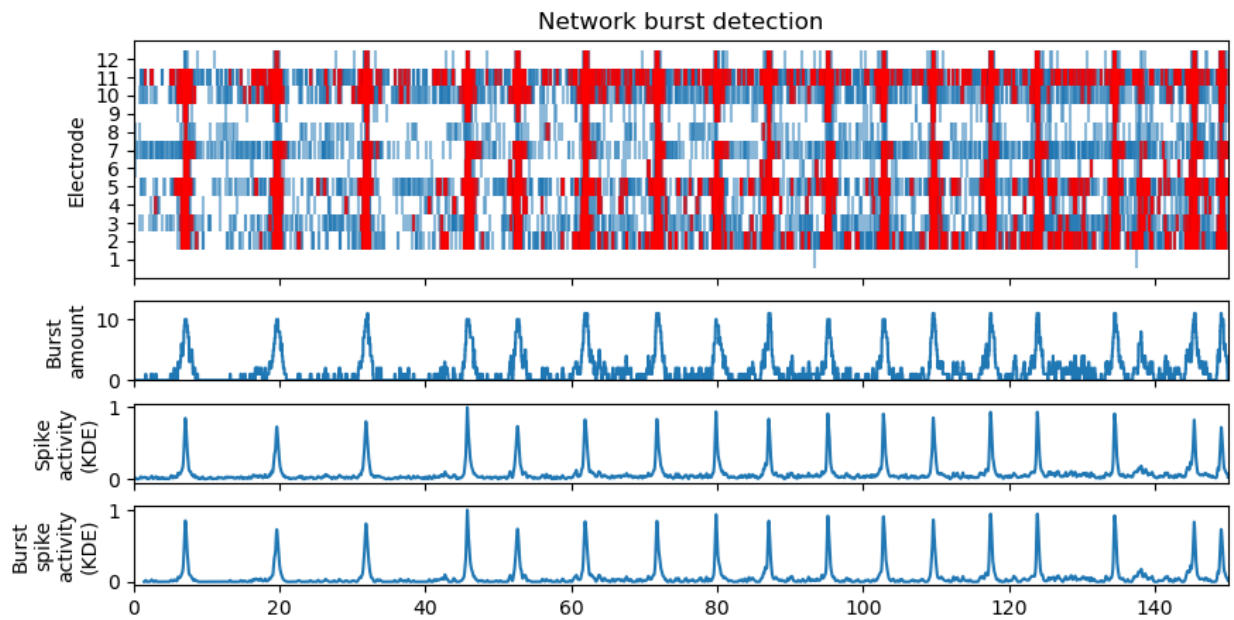 Network burst detection
Electrode
12
11
10
9
8
7
6
5
4
3
2
1
Burst
amount
10
0
Spike
activity
(KDE)
1
0
Burst
spike
activity
(KDE)
1
0
0 20 40 60 80 100 120 140